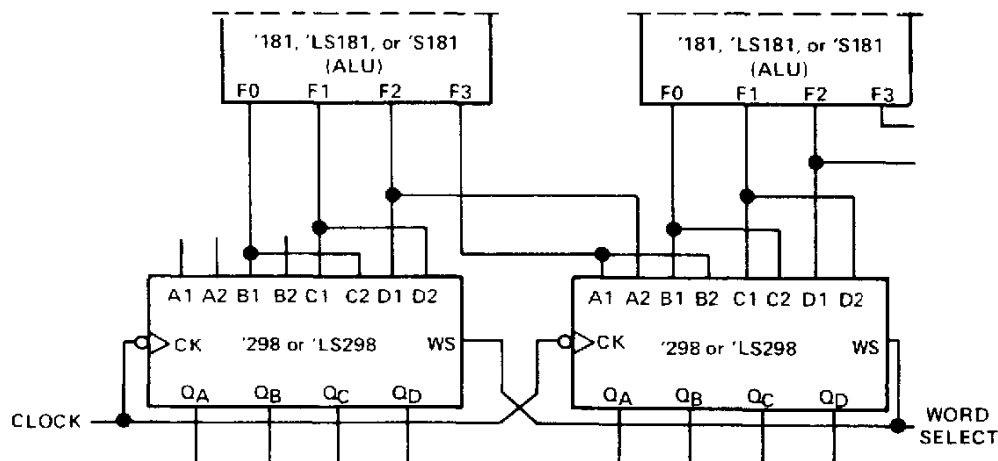 '181, 'LS181, or 'S181
(ALU)
F0 F1 F2 F3
'181, 'LS181, or 'S181
(ALU)
F0 F1 F2 F3
A1 A2 B1 B2 C1 C2 D1 D2
CK '298 or 'LS298 WS
QA QB QC QD
A1 A2 B1 B2 C1 C2 D1 D2
CK '298 or 'LS298 WS
QA QB QC QD
CLOCK
WORD
SELECT